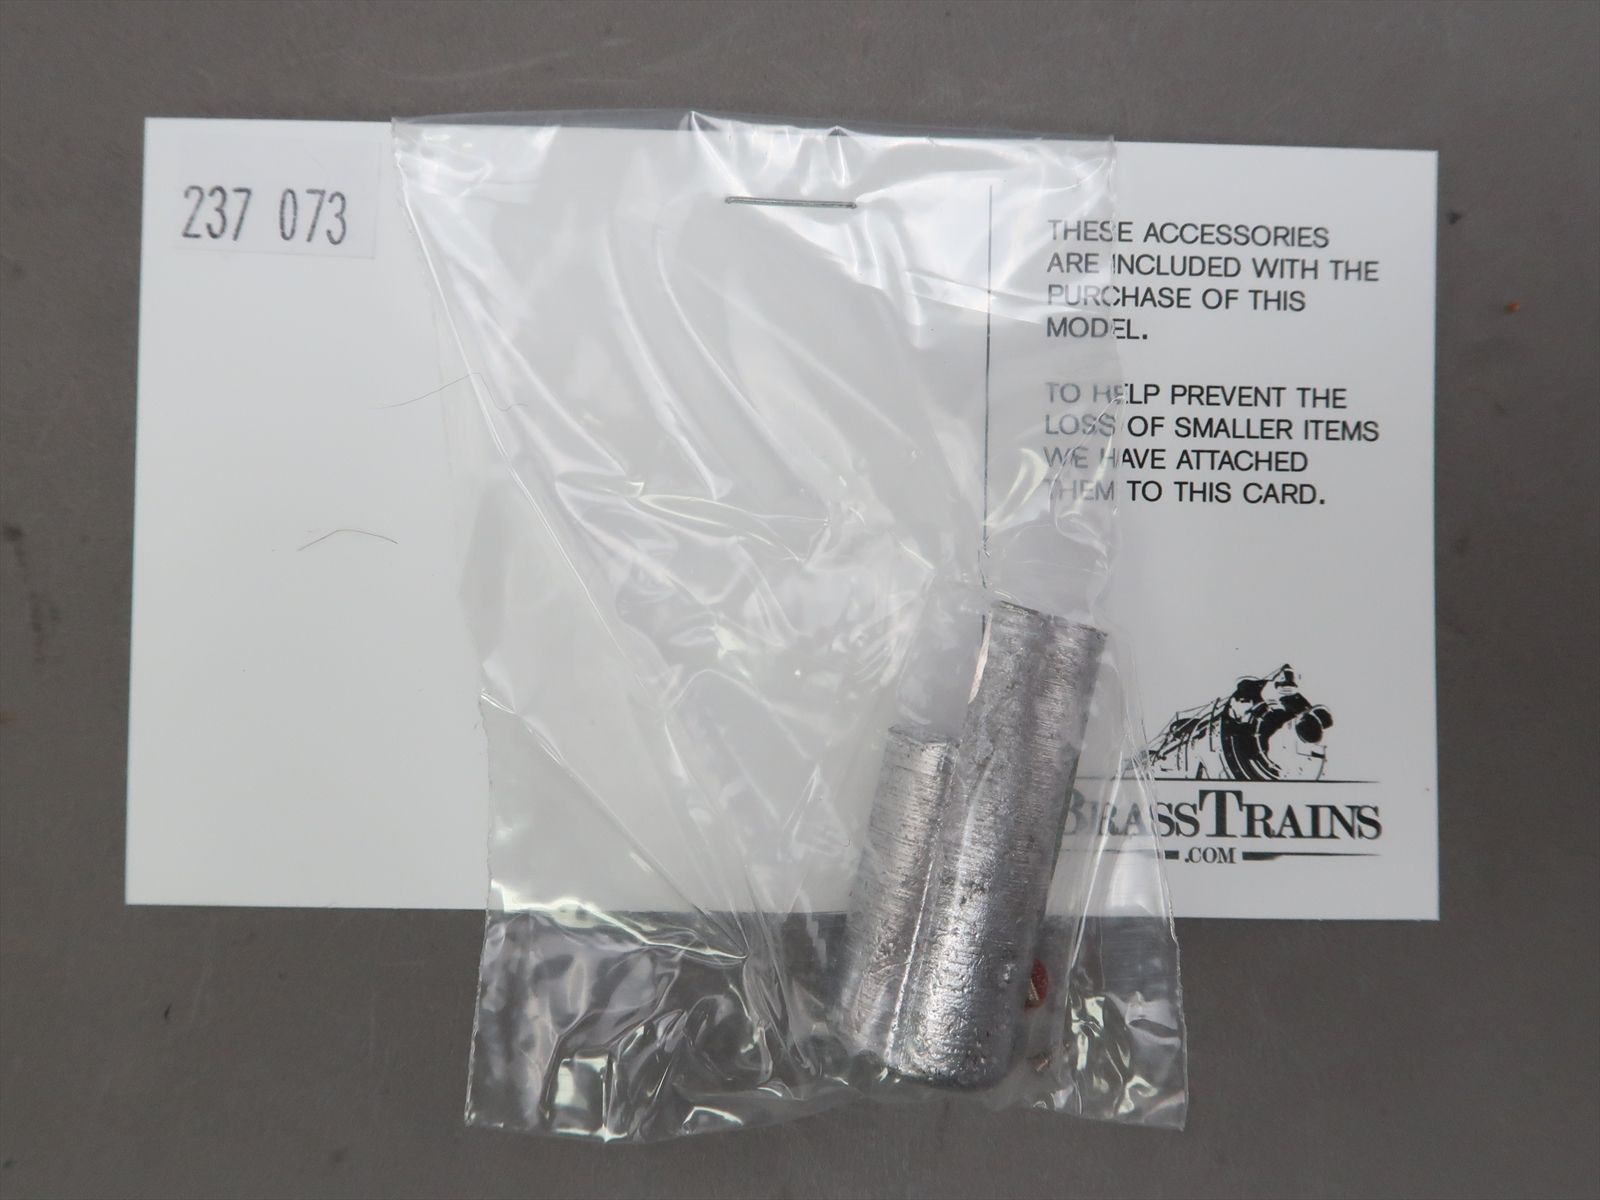 237 073
THESE ACCESSORIES
ARE INCLUDED WITH THE
PURCHASE OF THIS
MODEL.
TO HELP PREVENT THE
LOSS OF SMALLER ITEMS
WE HAVE ATTACHED
THEM TO THIS CARD.
BRASSTRAINS
.COM